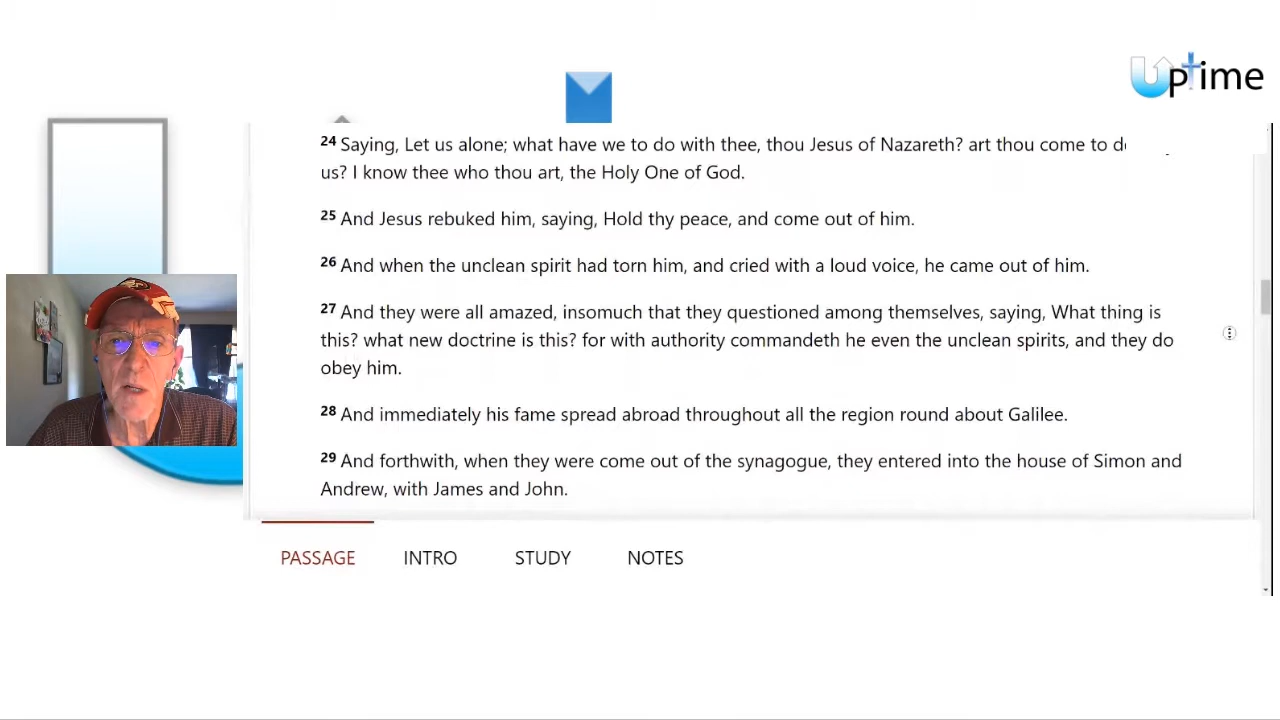 Uptime
24 Saying, Let us alone; what have we to do with thee, thou Jesus of Nazareth? art thou come to
us? I know thee who thou art, the Holy One of God.
25 And Jesus rebuked him, saying, Hold thy peace, and come out of him.
26 And when the unclean spirit had torn him, and cried with a loud voice, he came out of him.
27 And they were all amazed, insomuch that they questioned among themselves, saying, What thing is
this? what new doctrine is this? for with authority commandeth he even the unclean spirits, and they do
obey him.
28 And immediately his fame spread abroad throughout all the region round about Galilee.
29 And forthwith, when they were come out of the synagogue, they entered into the house of Simon and
Andrew, with James and John.
PASSAGE INTRO STUDY NOTES